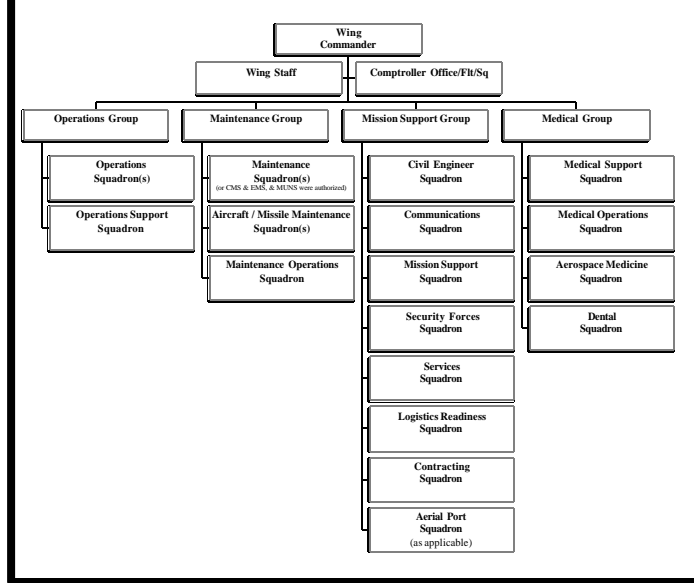 Wing
Commander
Wing Staff
Comptroller Office/Flt/Sq
Operations Group
Maintenance Group
Mission Support Group
Medical Group
Operations
Squadron(s)
Operations Support
Squadron
Maintenance
Squadron(s)
(or CMS & EMS, & MUNS were authorized)
Aircraft / Missile Maintenance
Squadron(s)
Maintenance Operations
Squadron
Civil Engineer
Squadron
Communications
Squadron
Mission Support
Squadron
Security Forces
Squadron
Services
Squadron
Logistics Readiness
Squadron
Contracting
Squadron
Aerial Port
Squadron
(as applicable)
Medical Support
Squadron
Medical Operations
Squadron
Aerospace Medicine
Squadron
Dental
Squadron